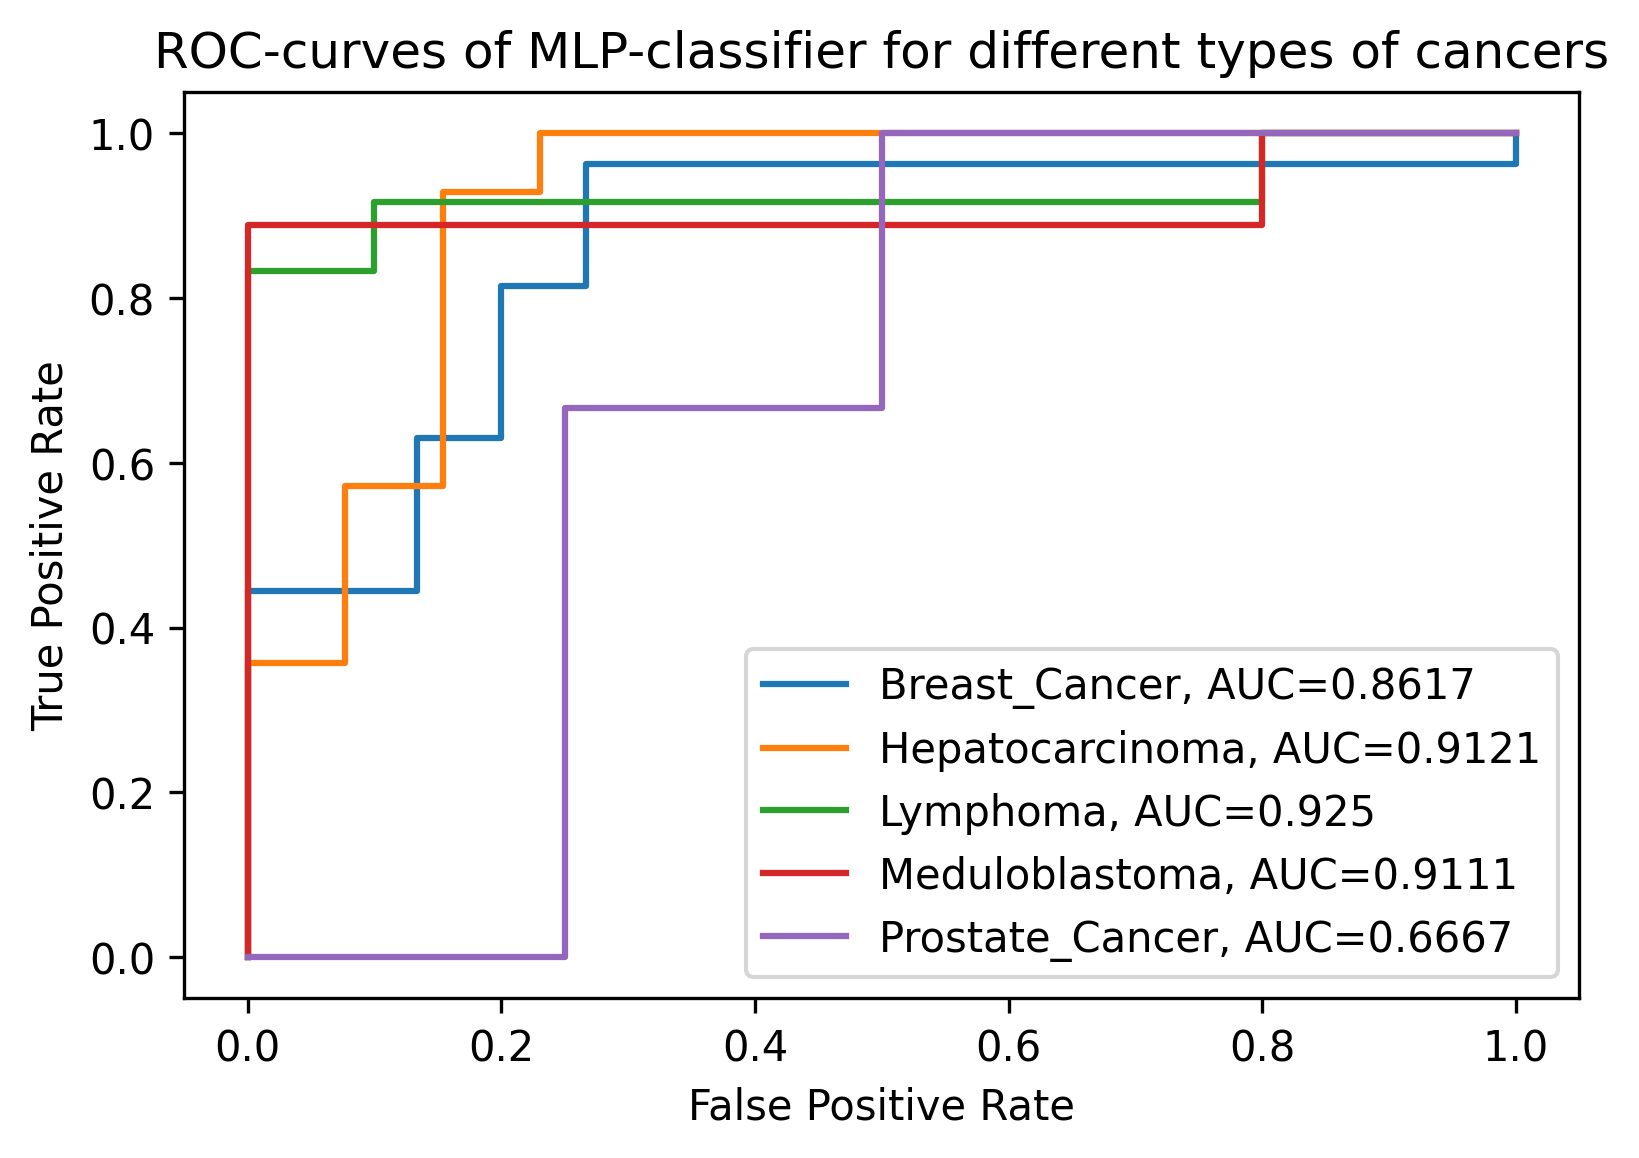 ROC-curves of MLP-classifier for different types of cancers
1.0
0.8
0.6
0.4
0.2
0.0
True Positive Rate
Breast_Cancer, AUC=0.8617
Hepatocarcinoma, AUC=0.9121
Lymphoma, AUC=0.925
Meduloblastoma, AUC=0.9111
Prostate_Cancer, AUC=0.6667
0.0 0.2 0.4 0.6 0.8 1.0
False Positive Rate